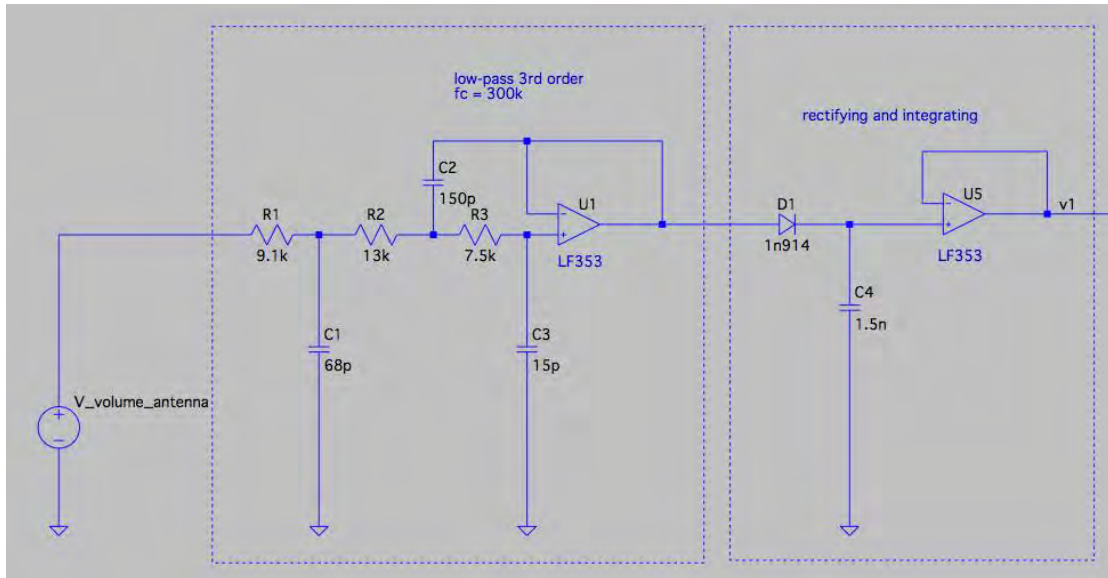 low-pass 3rd order
fc = 300k
rectifying and integrating
C2
150p
U1
U5
D1
v1
R1
R2
R3
9.1k
13k
7.5k
LF353
1n914
LF353
C4
1.5n
C1
68p
C3
15p
V_volume_antenna